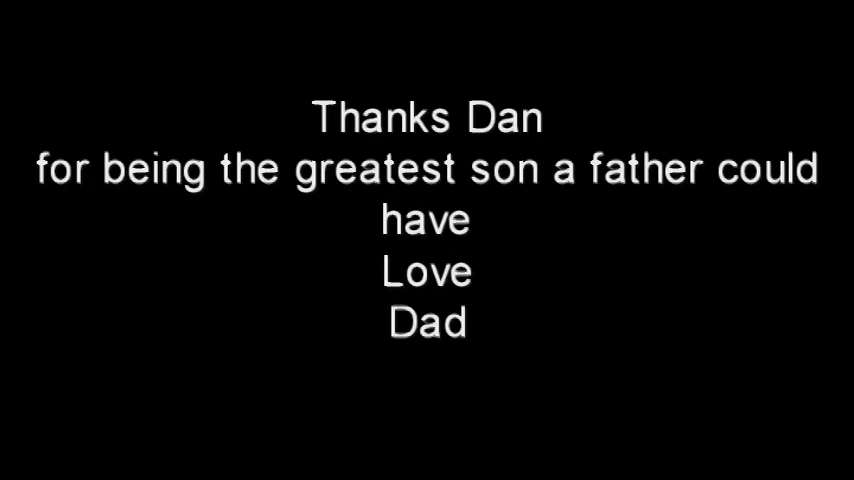 Thanks Dan
for being the greatest son a father could
have
Love
Dad